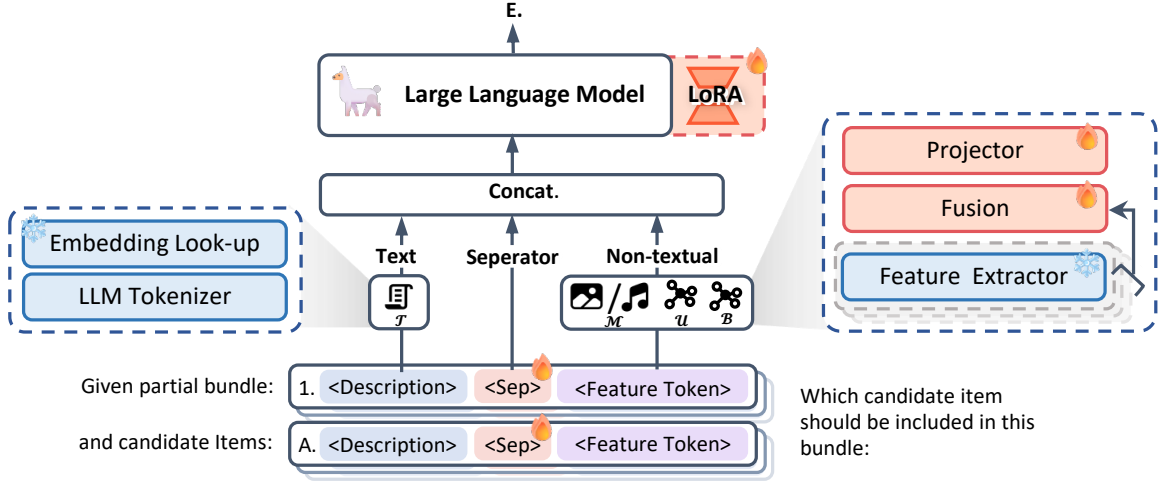 E.
Large Language Model
LoRA
Projector
Concat.
Fusion
Embedding Look-up
Text
Seperator
Non-textual
Feature Extractor
LLM Tokenizer
/
𝒯
ℳ
𝒰
ℬ
Given partial bundle:
1. <Description> <Sep> <Feature Token>
and candidate Items:
A. <Description> <Sep> <Feature Token>
Which candidate item
should be included in this
bundle: